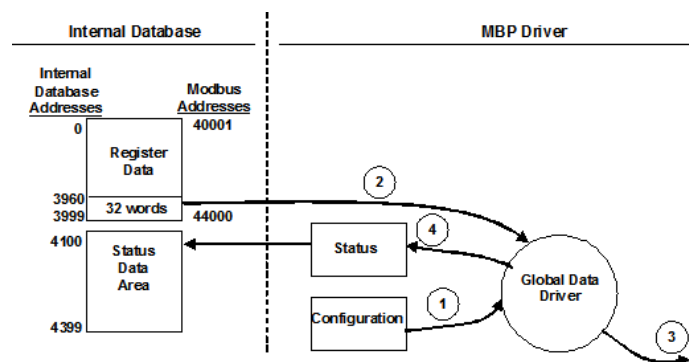 Internal Database
MBP Driver
Internal
Database
Addresses
Modbus
Addresses
0
40001
Register
Data
3960
3999
32 words
44000
2
4100
Status
Data
Area
4399
Status
4
Configuration
1
Global Data
Driver
3